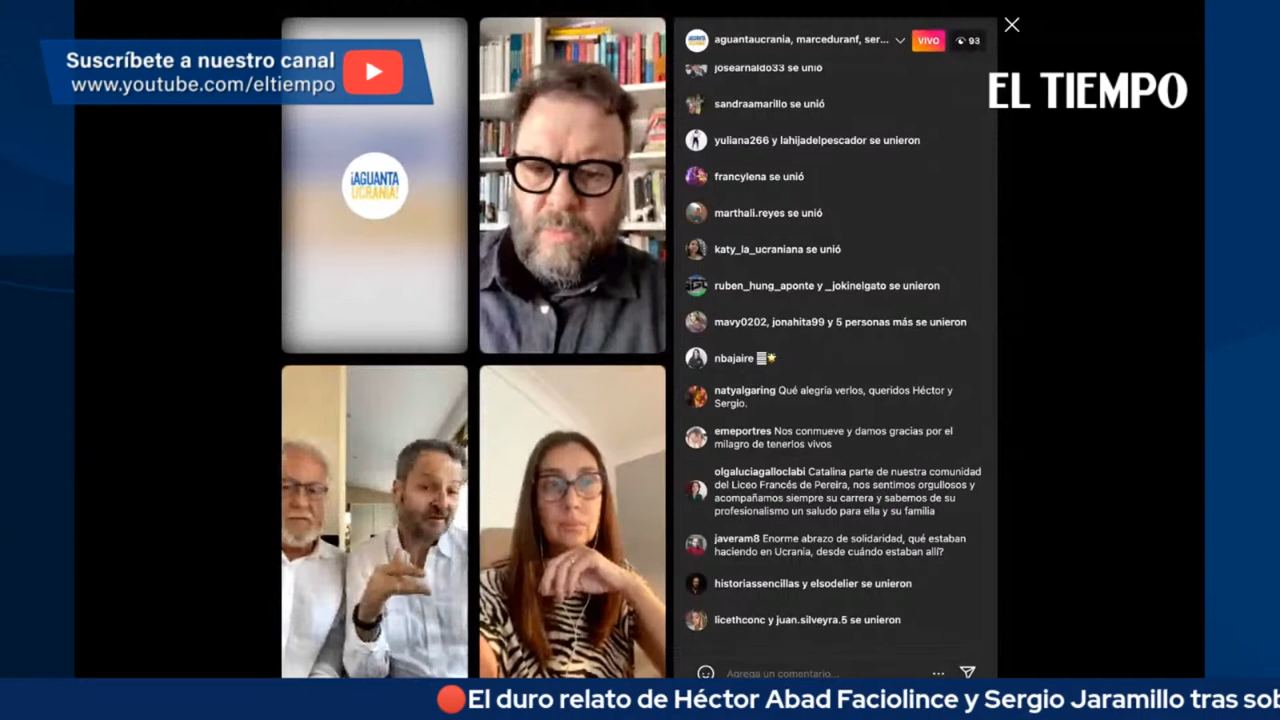 Suscríbete a nuestro canal
www.youtube.com/eltiempo
¡AGUANTA
UCRANIA!
aguantaucrania, marceduranf, ser...
VIVO
93
EL TIEMPO
josearnaldo33 se unió
sandraamarillo se unió
yuliana266 y lahijadelpescador se unieron
francylena se unió
marthali.reyes se unió
katy_la_ucraniana se unió
ruben_hung_aponte y _jokinelgato se unieron
mavy0202, jonahita99 y 5 personas más se unieron
nbajaire
natyalgaring Qué alegría verlos, queridos Héctor y
Sergio.
emeportres Nos conmueve y damos gracias por el
milagro de tenerlos vivos
olgaluciagalloclabi Catalina parte de nuestra comunidad
del Liceo Francés de Pereira, nos sentimos orgullosos y
acompañamos siempre su carrera y sabemos de su
profesionalismo un saludo para ella y su familia
javeram8 Enorme abrazo de solidaridad, qué estaban
haciendo en Ucrania, desde cuándo estaban allí?
historiassencillas y elsodelier se unieron
licethconc y juan.silveyra.5 se unieron
Agrega un comentario...
El duro relato de Héctor Abad Faciolince y Sergio Jaramillo tras sob